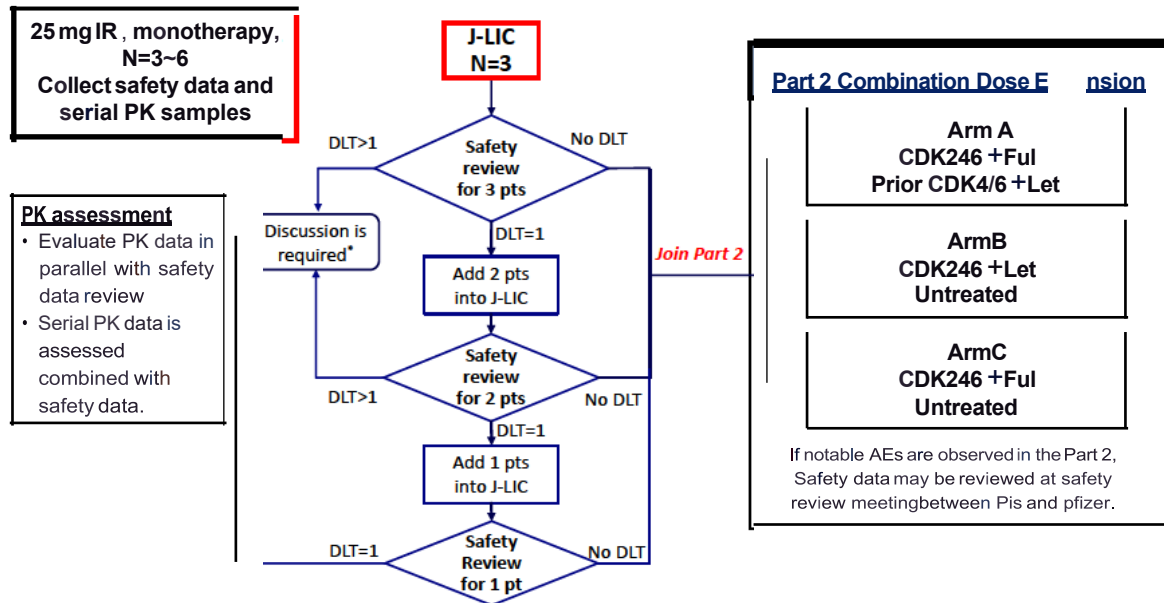 25 mg IR , monotherapy,
N=3~6
Collect safety data and
serial PK samples
PK assessment
• Evaluate PK data in
parallel with safety
data review
• Serial PK data is
assessed
combined with
safety data.
J-LIC
N=3
DLT>1
No DLT
Safety
review
for 3 pts
DLT=1
Discussion is
required*
Add 2 pts
into J-LIC
Join Part 2
Safety
review
for 2 pts
DLT>1
No DLT
DLT=1
Add 1 pts
into J-LIC
DLT=1
No DLT
Safety
Review
for 1 pt
Part 2 Combination Dose E nsion
Arm A
CDK246 +Ful
Prior CDK4/6 +Let
ArmB
CDK246 +Let
Untreated
ArmC
CDK246 +Ful
Untreated
If notable AEs are observed in the Part 2,
Safety data may be reviewed at safety
review meetingbetween Pis and pfizer.